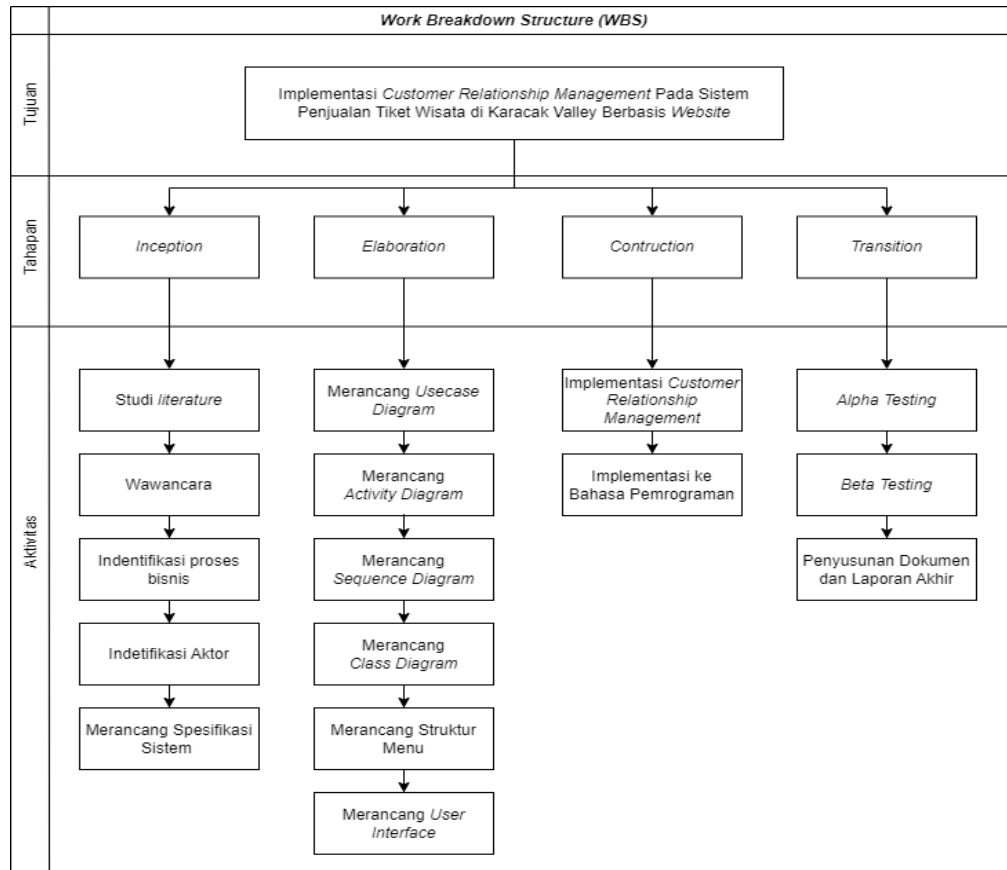 Work Breakdown Structure (WBS)
Tujuan
Implementasi Customer Relationship Management Pada Sistem
Penjualan Tiket Wisata di Karacak Valley Berbasis Website
Tahapan
Inception
Elaboration
Contruction
Transition
Aktivitas
Studi literature
Wawancara
Indentifikasi proses
bisnis
Indetifikasi Aktor
Merancang Spesifikasi
Sistem
Merancang Usecase
Diagram
Merancang
Activity Diagram
Merancang
Sequence Diagram
Merancang
Class Diagram
Merancang Struktur
Menu
Merancang User
Interface
Implementasi Customer
Relationship
Management
Implementasi ke
Bahasa Pemrograman
Alpha Testing
Beta Testing
Penyusunan Dokumen
dan Laporan Akhir